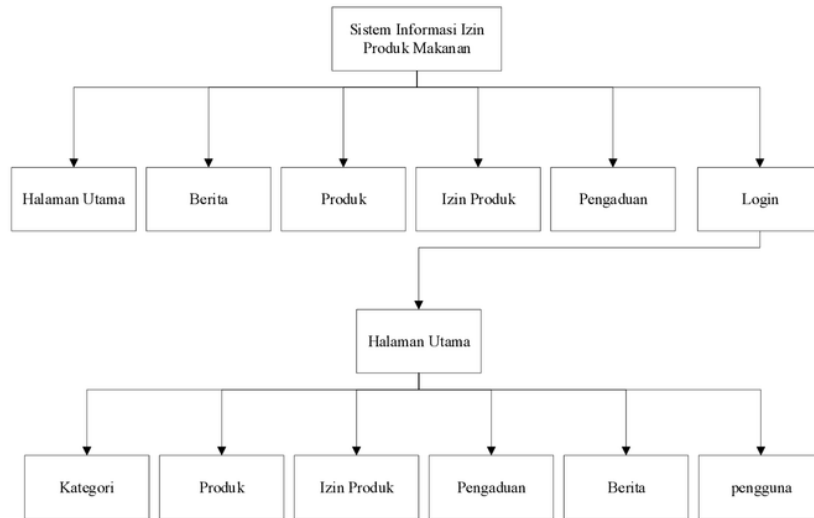 Sistem Informasi Izin
Produk Makanan
Halaman Utama
Berita
Produk
Izin Produk
Pengaduan
Login
Halaman Utama
Kategori
Produk
Izin Produk
Pengaduan
Berita
pengguna